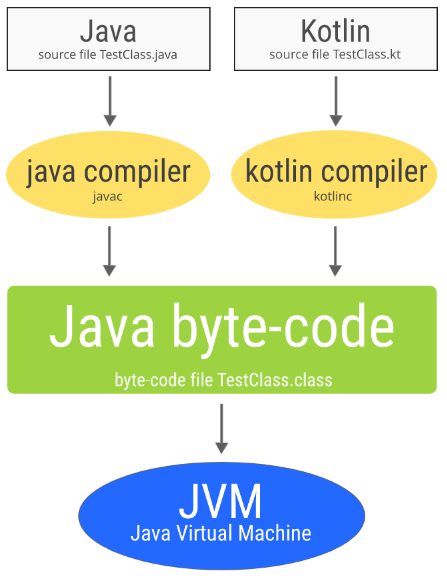 Java
source file TestClass.java
Kotlin
source file TestClass.kt
java compiler
javac
kotlin compiler
kotlinc
Java byte-code
byte-code file TestClass.class
JVM
Java Virtual Machine